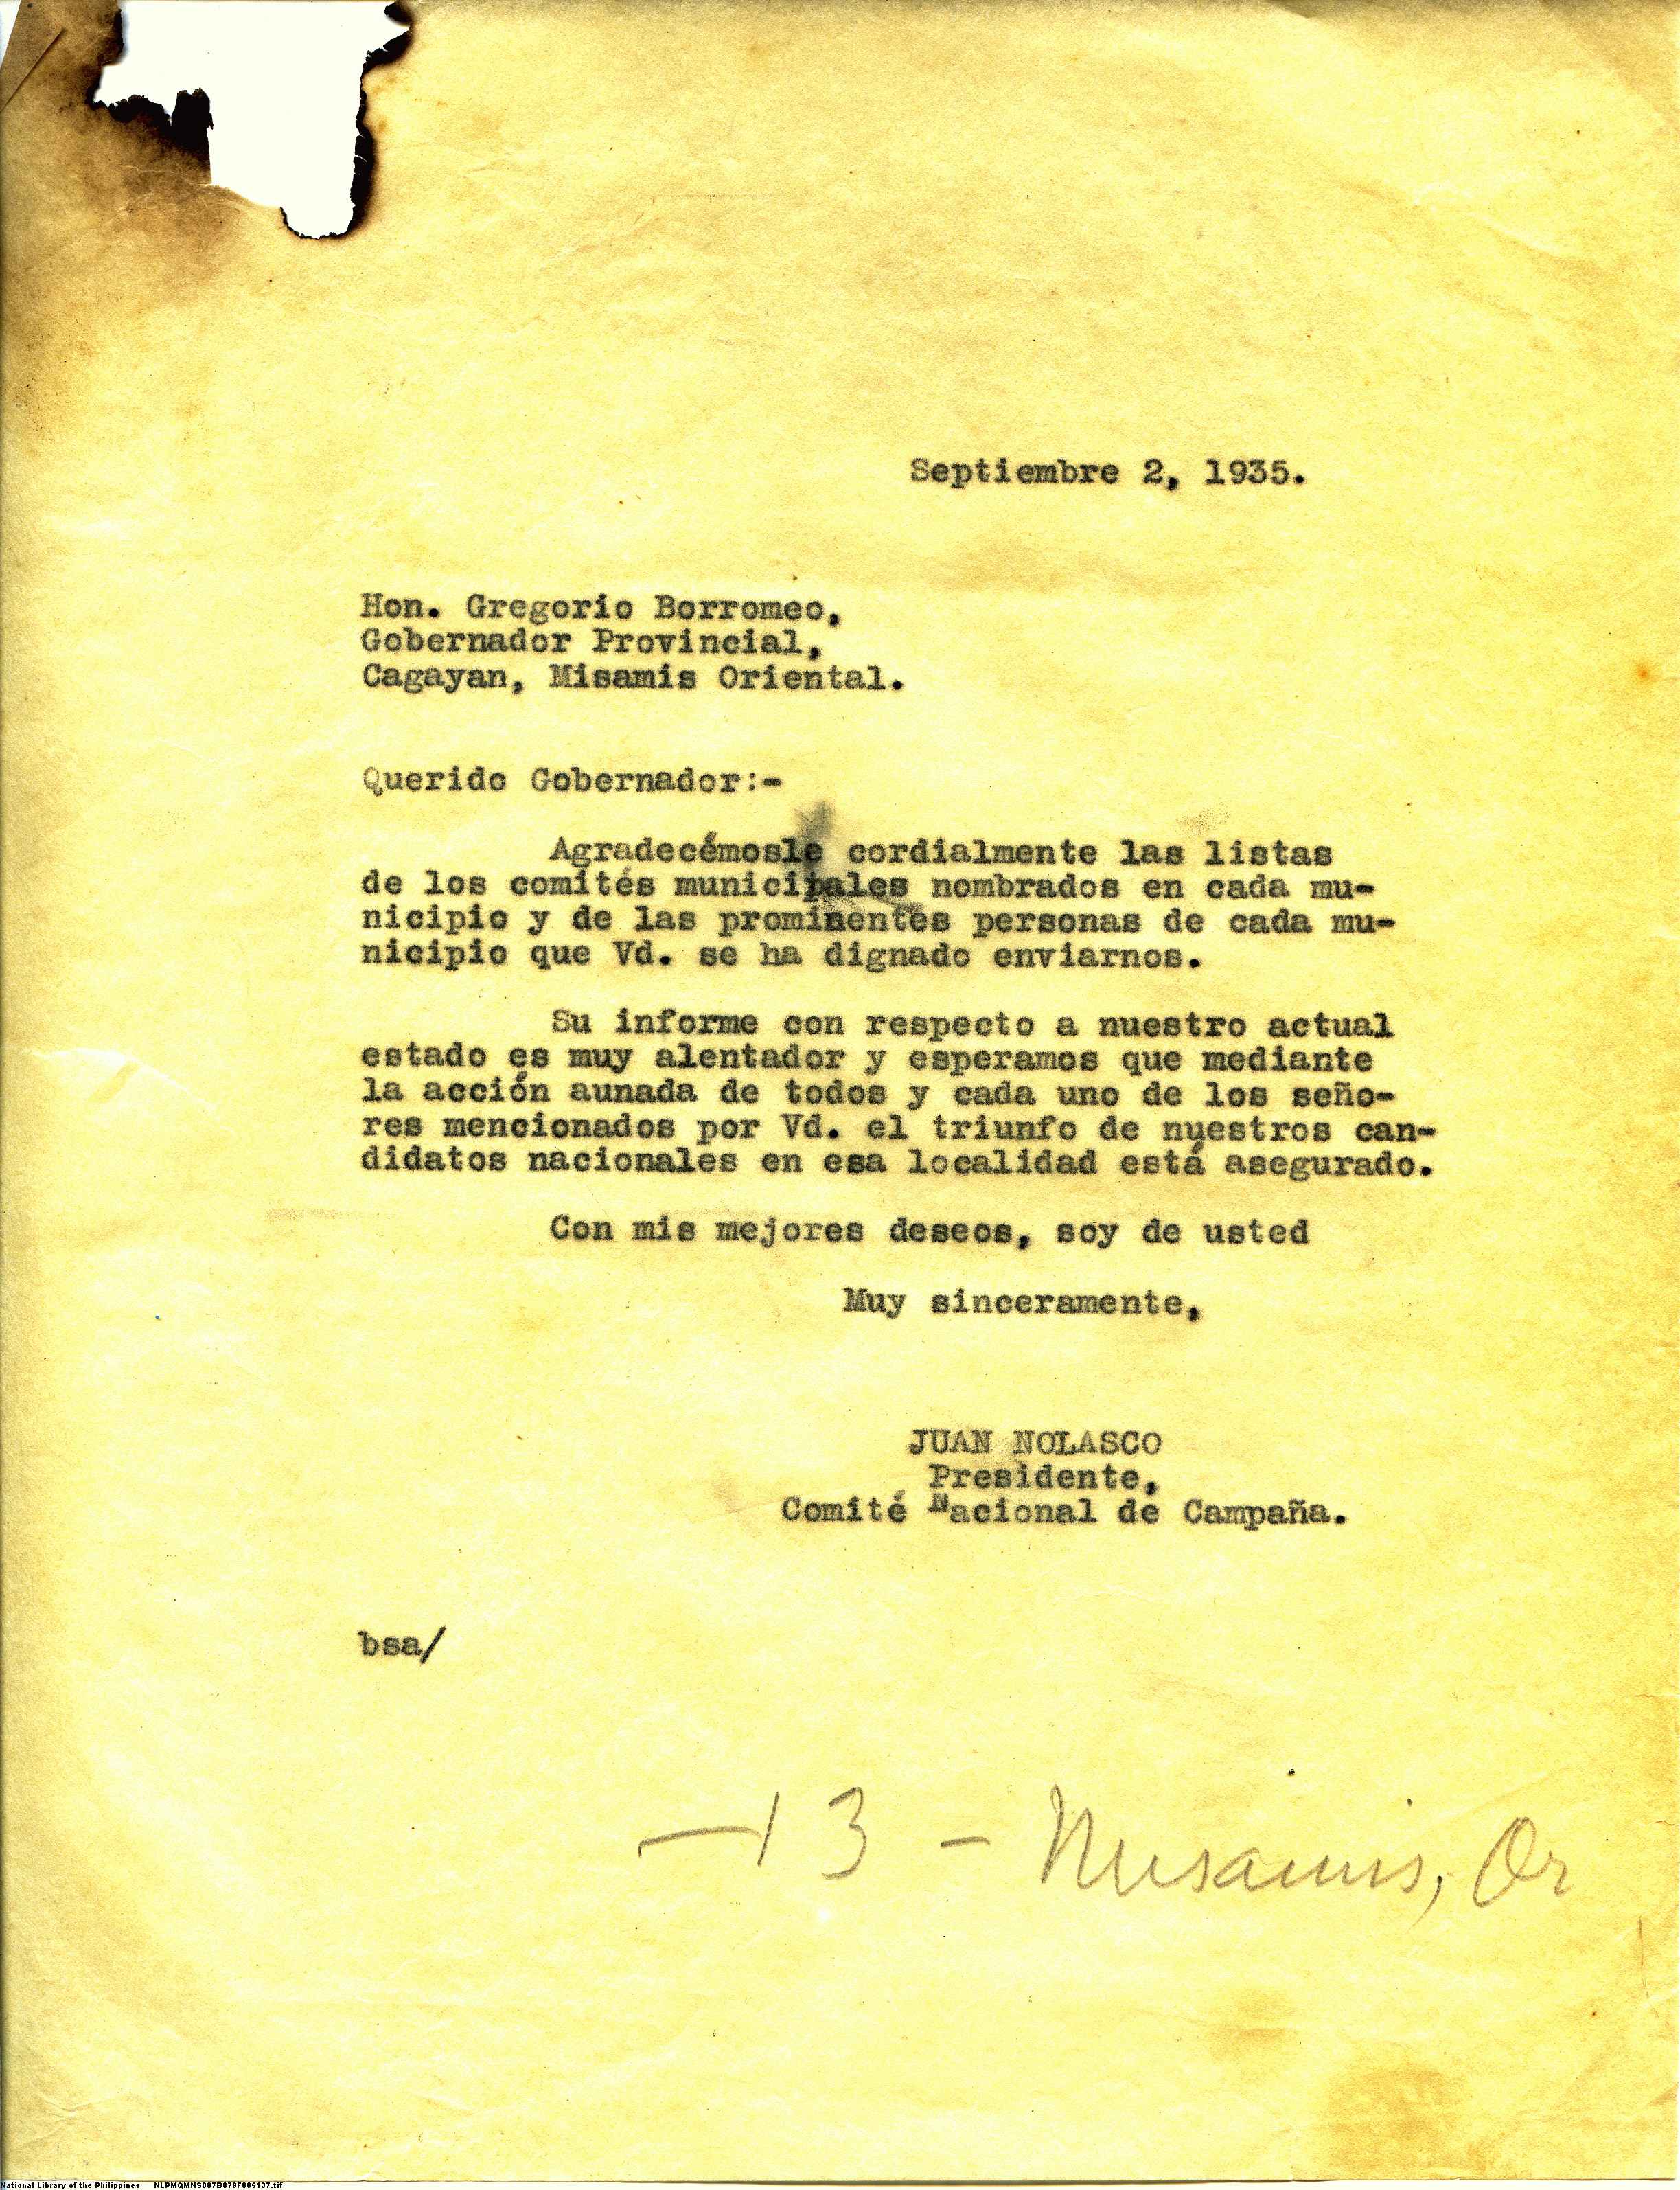 Septiembre 2, 1935.
Hon. Gregorio Borromeo,
Gobernador Provincial,
Cagayan, Misamis Oriental.
Querido Gobernador:-
Agradecémosle cordialmente las listas
de los comités municipales nombrados en cada mu-
nicipio y de las prominentes personas de cada mu-
nicipio que Vd. se ha dignado enviarnos.
Su informe con respecto a nuestro actual
estado es muy alentador y esperamos que mediante
la acción aunada de todos y cada uno de los seño-
res mencionados por Vd. el triunfo de nuestros can-
didatos nacionales en esa localidad está asegurado.
Con mis mejores deseos, soy de usted
Muy sinceramente,
JUAN NOLASCO
Presidente,
Comité Nacional de Campaña.
bsa/
—13 - Misamis, Or
National Library of the Philippines NLPMQMNS007B078F005137.tif